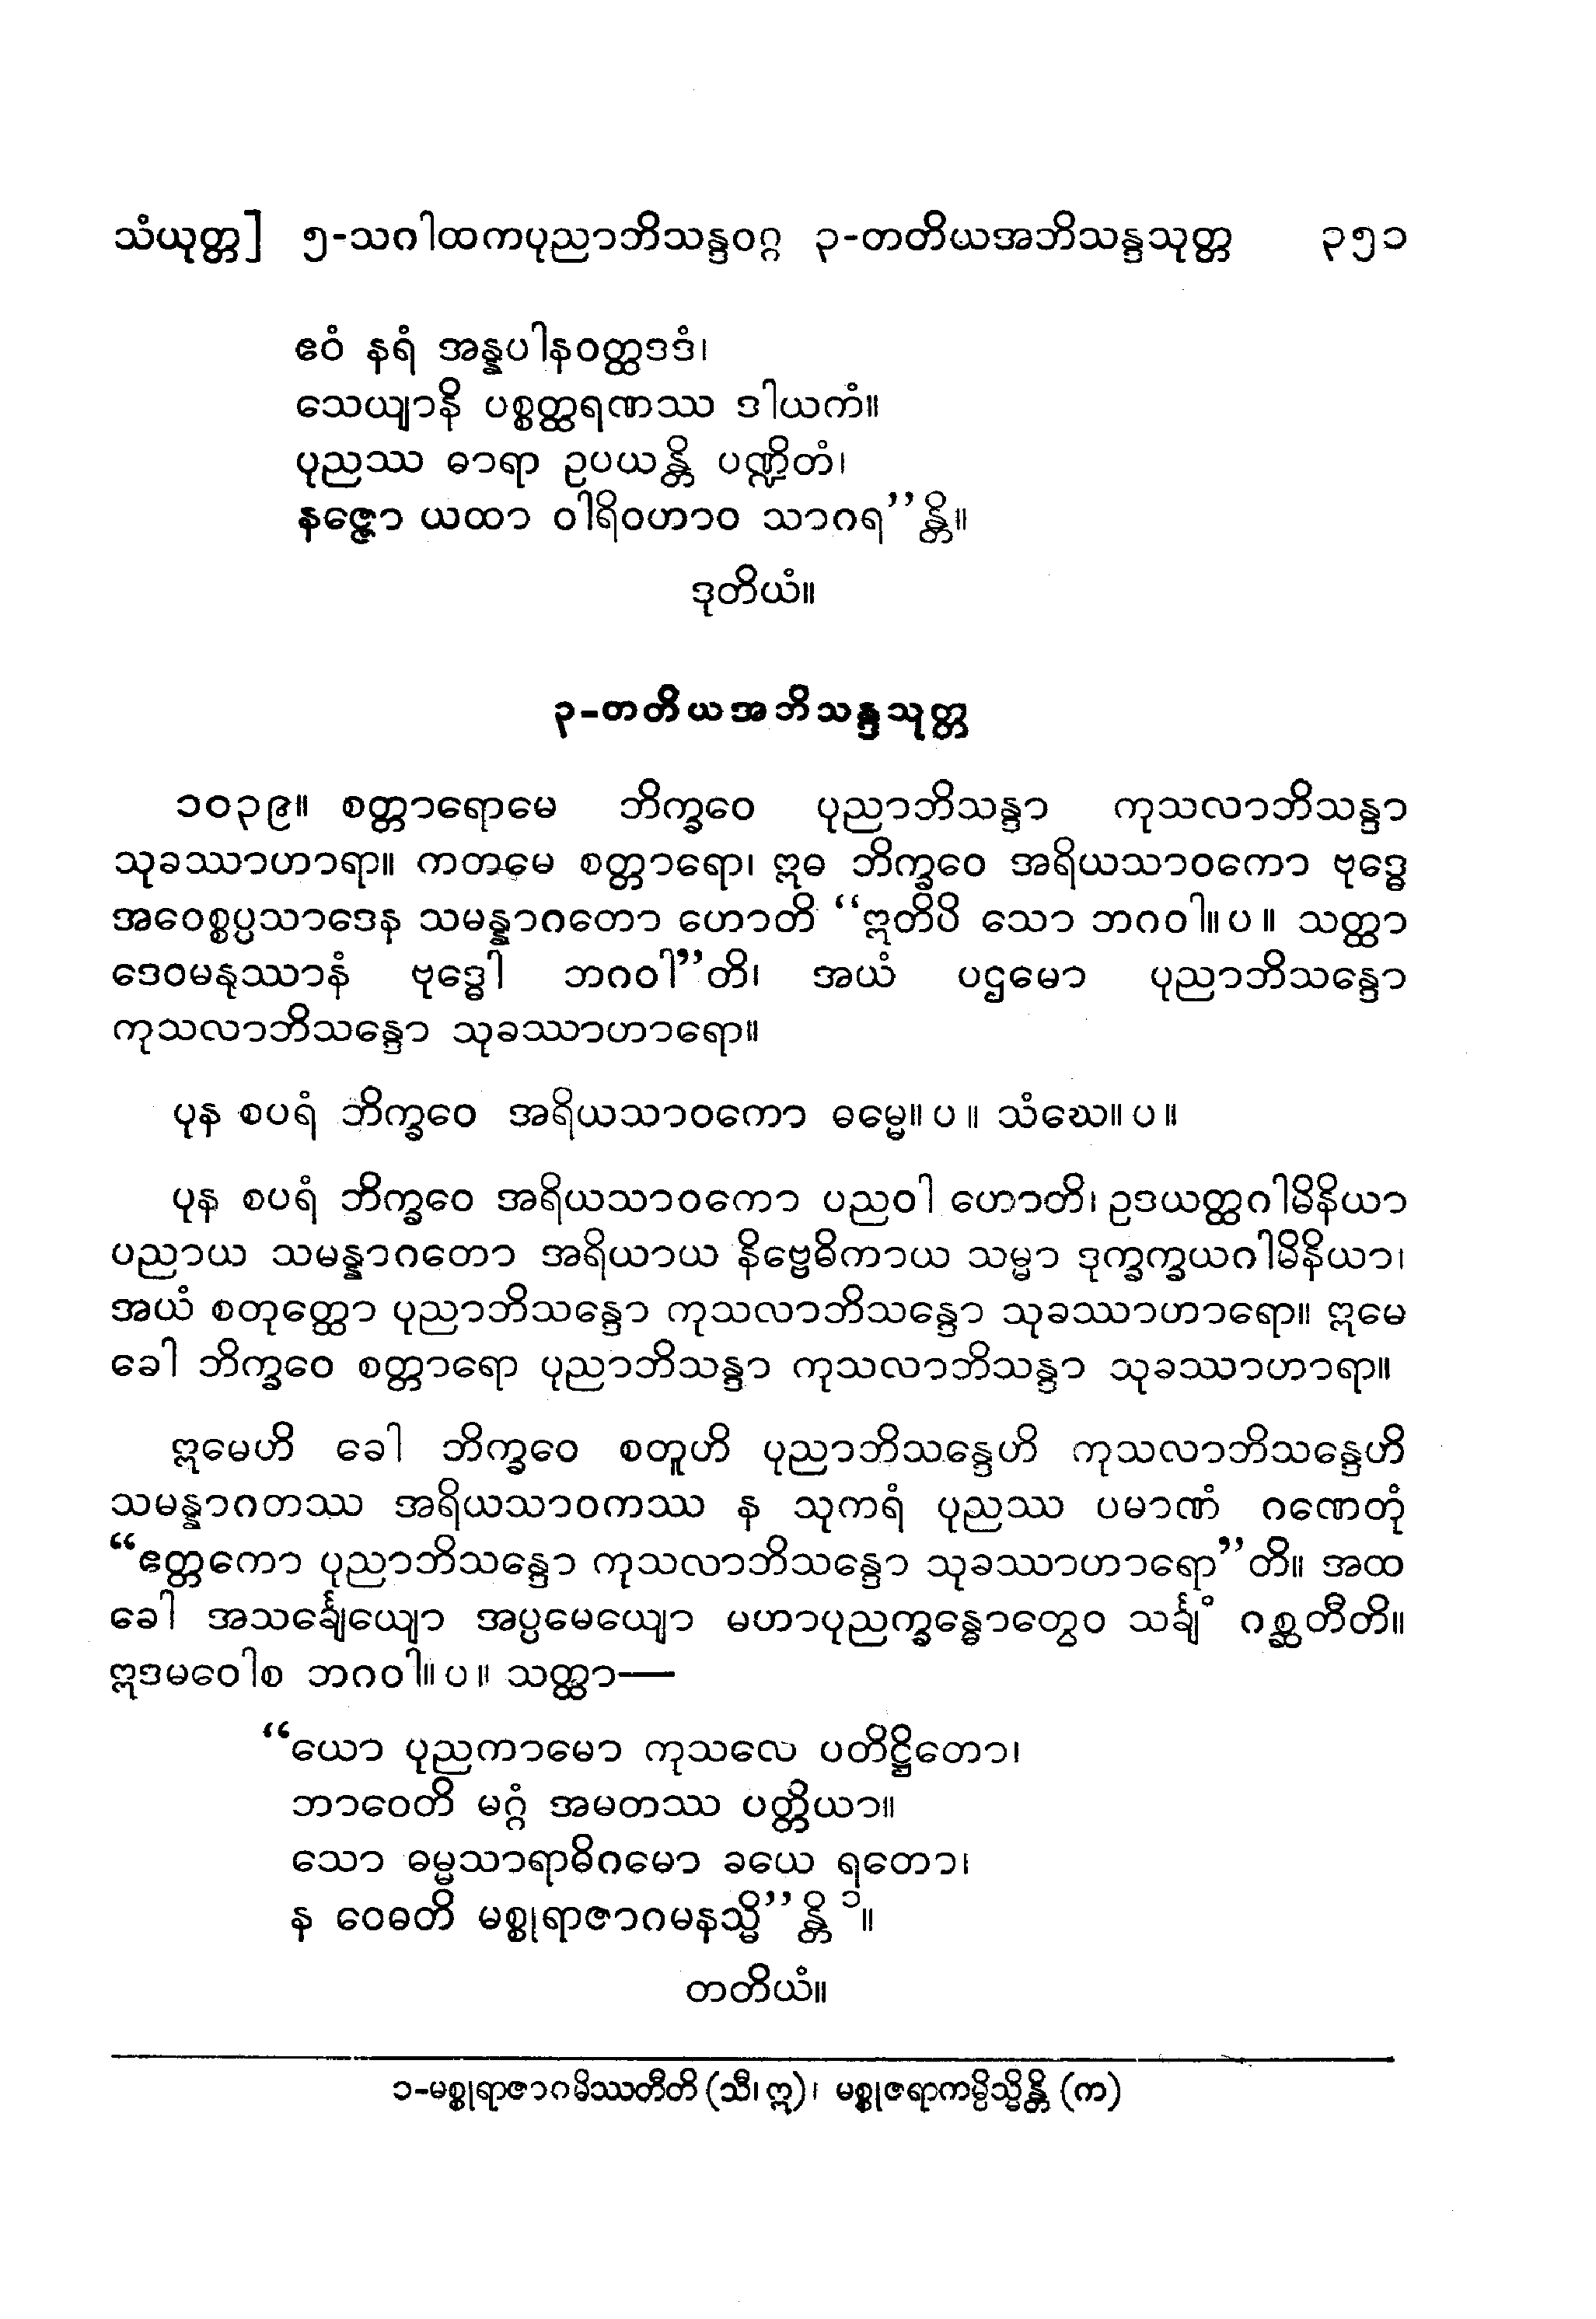 သံယုတ္တ] ၅-သဂါထကပုညာဘိသန္ဒဝဂ္ဂ ၃-တတိယအဘိသန္ဒသုတ္တ ၃၅၁
ဧဝံ နရံ အန္နပါနဝတ္ထဒဒံ၊
သေယျာနိ ပစ္စတ္ထရဏဿ ဒါယကံ။
ပုညဿ ဓာရာ ဥပယန္တိ ပဏ္ဍိတံ၊
နဇ္ဇော ယထာ ဝါရိဝဟာဝ သာဂရ”န္တိ။
ဒုတိယံ။
၃-တတိယအဘိသန္ဒသုတ္တ
၁၀၃၉။ စတ္တာရောမေ ဘိက္ခဝေ ပုညာဘိသန္ဒာ ကုသလာဘိသန္ဒာ
သုခဿာဟာရာ။ ကတမေ စတ္တာရော၊ ဣဓ ဘိက္ခဝေ အရိယသာဝကော ဗုဒ္ဓေ
အဝေစ္စပ္ပသာဒေန သမန္နာဂတော ဟောတိ “ဣတိပိ သော ဘဂဝါ။ ပ ။ သတ္ထာ
ဒေဝမနုဿာနံ ဗုဒ္ဓေါ ဘဂဝါ”တိ၊ အယံ ပဌမော ပုညာဘိသန္ဒော
ကုသလာဘိသန္ဒော သုခဿာဟာရော။
ပုန စပရံ ဘိက္ခဝေ အရိယသာဝကော ဓမ္မေ။ ပ ။ သံဃေ။ ပ ။
ပုန စပရံ ဘိက္ခဝေ အရိယသာဝကော ပညဝါ ဟောတိ၊ ဥဒယတ္ထဂါမိနိယာ
ပညာယ သမန္နာဂတော အရိယာယ နိဗ္ဗေဓိကာယ သမ္မာ ဒုက္ခက္ခယဂါမိနိယာ၊
အယံ စတုတ္ထော ပုညာဘိသန္ဒော ကုသလာဘိသန္ဒော သုခဿာဟာရော။ ဣမေ
ခေါ ဘိက္ခဝေ စတ္တာရော ပုညာဘိသန္ဒာ ကုသလာဘိသန္ဒာ သုခဿာဟာရာ။
ဣမေဟိ ခေါ ဘိက္ခဝေ စတူဟိ ပုညာဘိသန္ဒေဟိ ကုသလာဘိသန္ဒေဟိ
သမန္နာဂတဿ အရိယသာဝကဿ န သုကရံ ပုညဿ ပမာဏံ ဂဏေတုံ
“ဧတ္တကော ပုညာဘိသန္ဒော ကုသလာဘိသန္ဒော သုခဿာဟာရော”တိ။ အထ
ခေါ အသင်္ချေယျော အပ္ပမေယျော မဟာပုညက္ခန္ဓောတွေဝ သင်္ချံ ဂစ္ဆတီတိ။
ဣဒမဝေါစ ဘဂဝါ။ ပ ။ သတ္ထာ—
“ယော ပုညကာမော ကုသလေ ပတိဋ္ဌိတော၊
ဘာဝေတိ မဂ္ဂံ အမတဿ ပတ္တိယာ။
သော ဓမ္မသာရာဓိဂမော ခယေ ရတော၊
န ဝေဓတိ မစ္စုရာဇာဂမနသ္မိ”န္တိ ၁။
တတိယံ။
၁-မစ္စုရာဇာဂမိဿတီတိ (သီ၊ ဣ)၊ မစ္စုဇရာကမ္ပိသ္မိန္တိ (က)